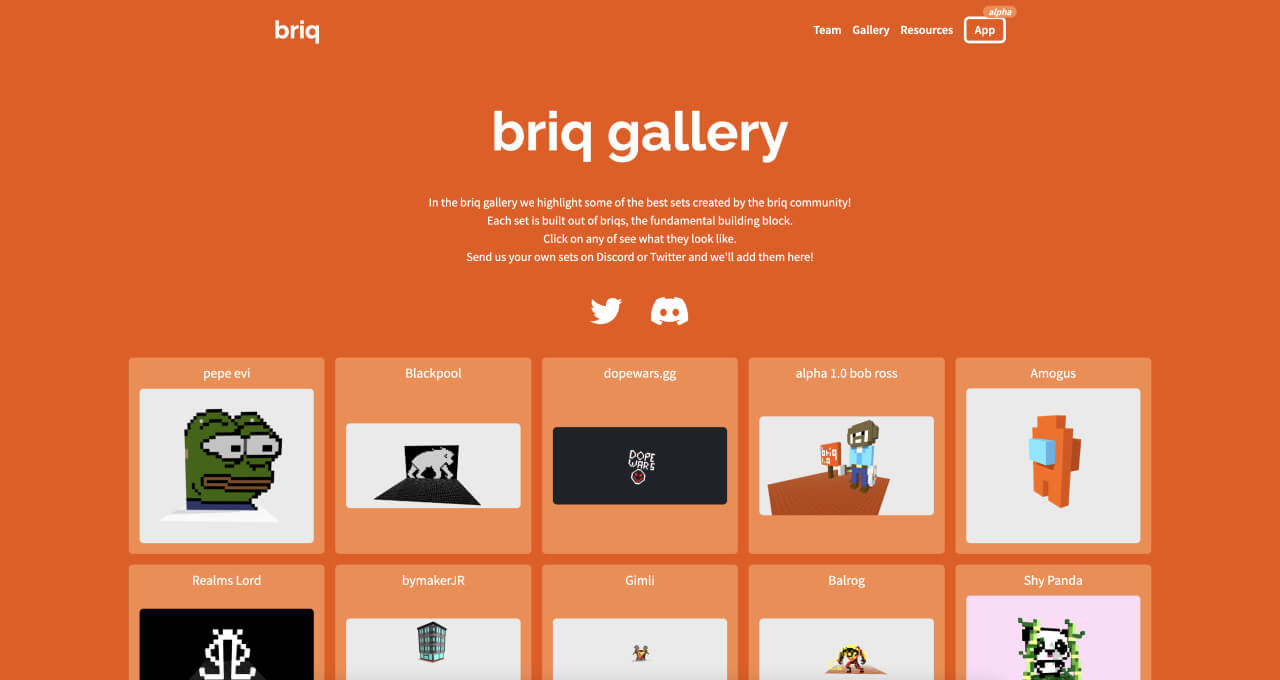 briq
alpha
Team Gallery Resources App
briq gallery
In the briq gallery we highlight some of the best sets created by the briq community!
Each set is built out of briqs, the fundamental building block.
Click on any of see what they look like.
Send us your own sets on Discord or Twitter and we'll add them here!
pepe evi
Blackpool
dopewars.gg
DOPE
WARS
alpha 1.0 bob ross
briq
Amogus
Realms Lord
bymakerJR
Gimli
Balrog
Shy Panda